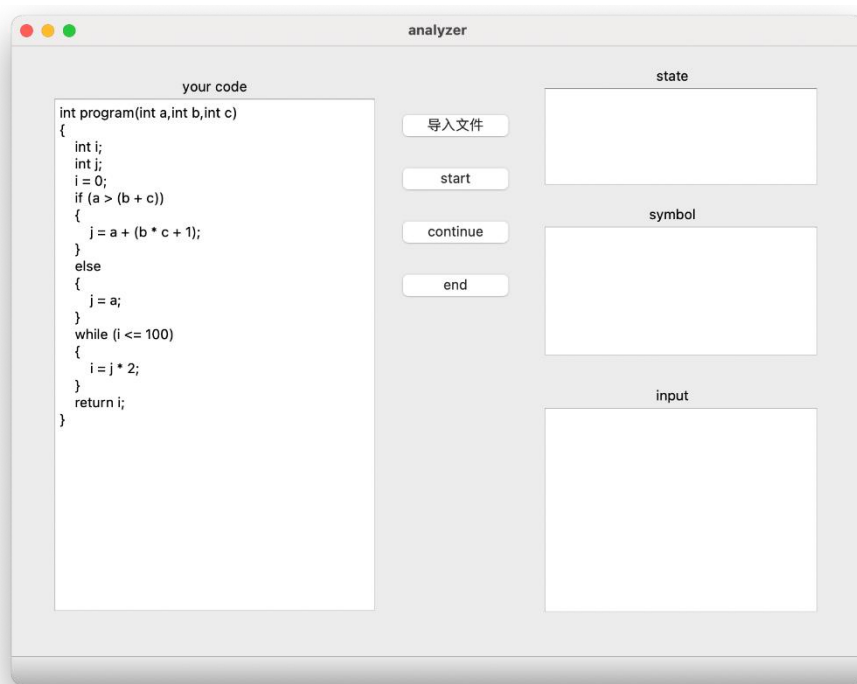 analyzer
your code
int program(int a,int b,int c)
{
    int i;
    int j;
    i = 0;
    if (a > (b + c))
    {
        j = a + (b * c + 1);
    }
    else
    {
        j = a;
    }
    while (i <= 100)
    {
        i = j * 2;
    }
    return i;
}
导入文件
start
continue
end
state
symbol
input